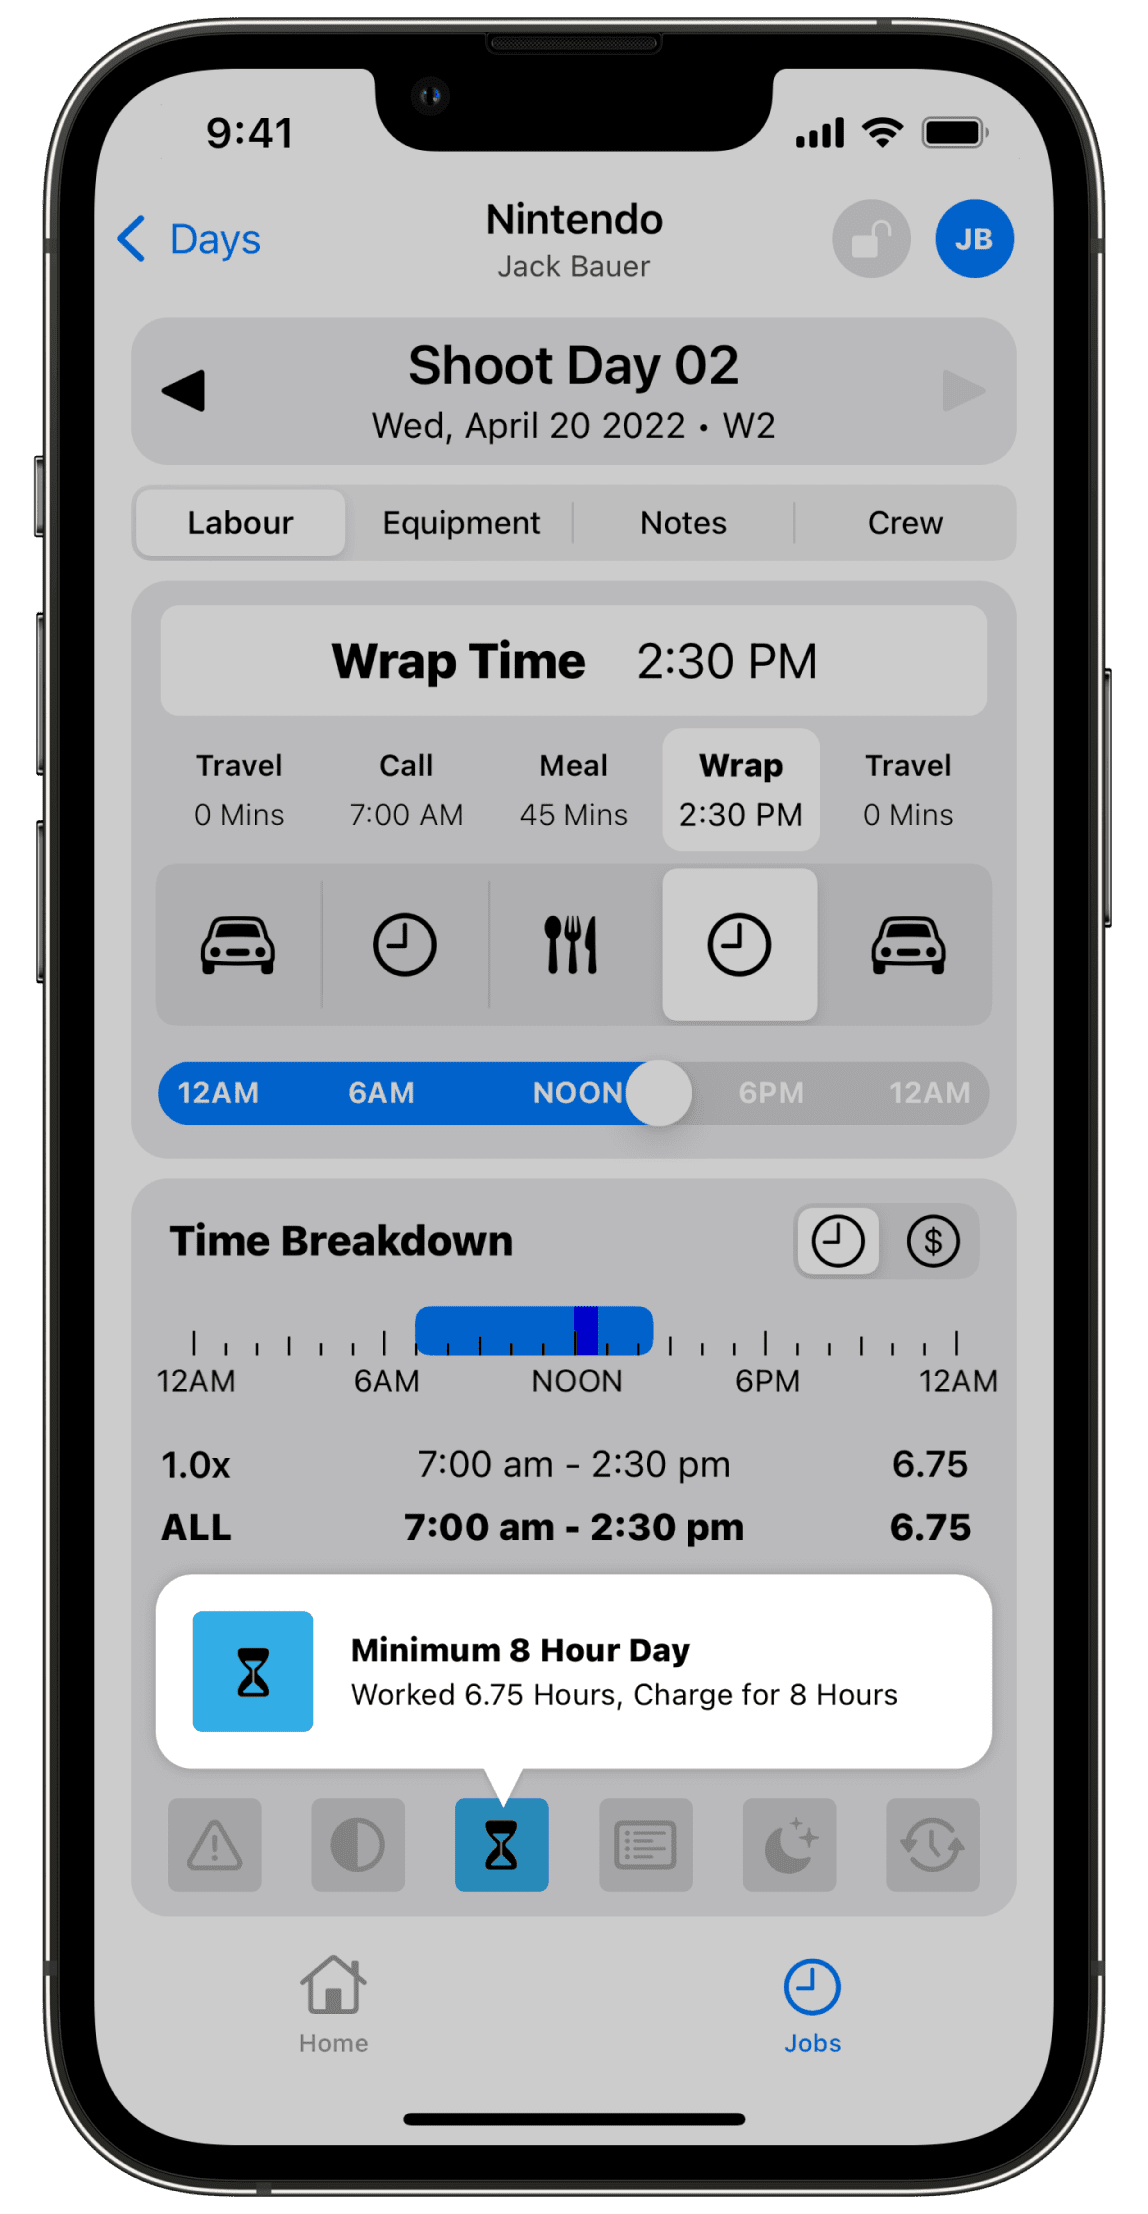 9:41
Days
Nintendo
Jack Bauer
JB
Shoot Day 02
Wed, April 20 2022 • W2
Labour Equipment Notes Crew
Wrap Time 2:30 PM
Travel Call Meal Wrap Travel
0 Mins 7:00 AM 45 Mins 2:30 PM 0 Mins
12AM 6AM NOON 6PM 12AM
Time Breakdown
$
12AM 6AM NOON 6PM 12AM
1.0x 7:00 am - 2:30 pm 6.75
ALL 7:00 am - 2:30 pm 6.75
Minimum 8 Hour Day
Worked 6.75 Hours, Charge for 8 Hours
Home Jobs